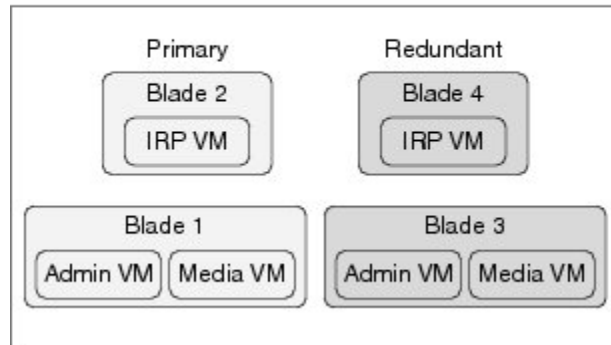 Primary Redundant
Blade 2 Blade 4
IRP VM IRP VM
Blade 1 Blade 3
Admin VM Media VM Admin VM Media VM